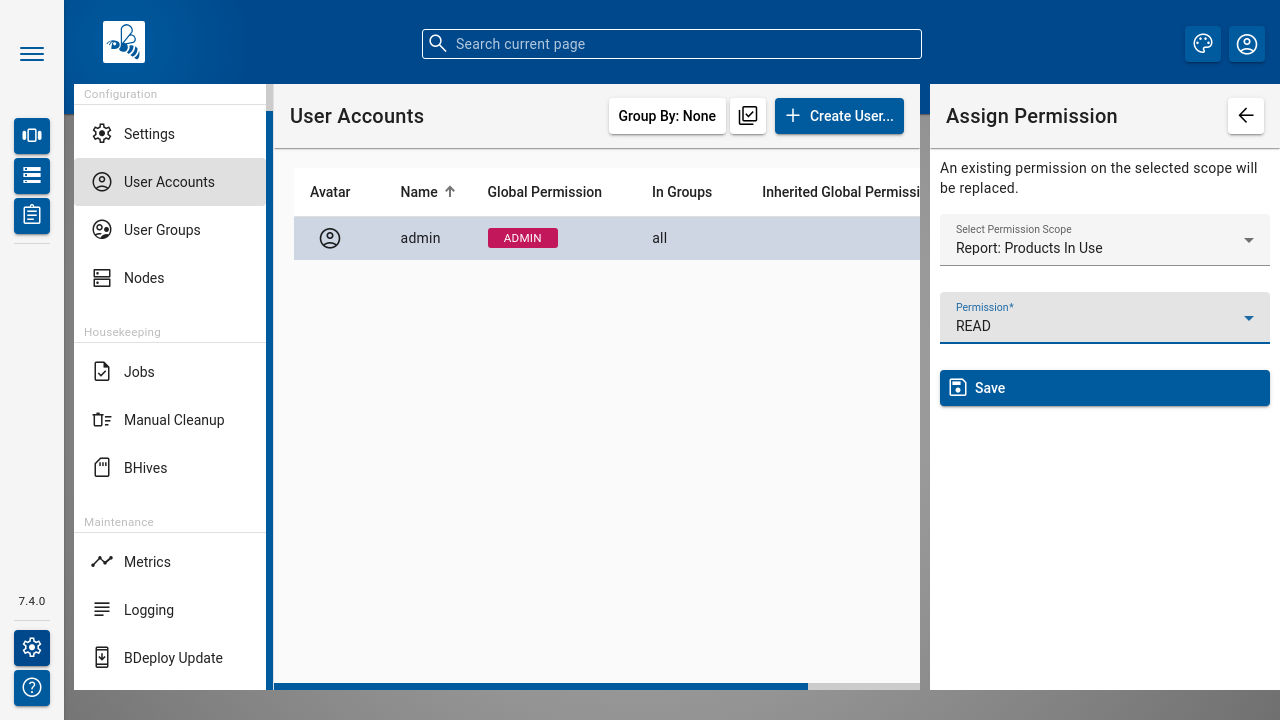 Search current page
Configuration
Settings
User Accounts
User Groups
Nodes
Housekeeping
Jobs
Manual Cleanup
BHives
Maintenance
Metrics
Logging
BDeploy Update
7.4.0
User Accounts
Group By: None
Create User...
Avatar Name Global Permission In Groups
admin ADMIN all
Assign Permission
An existing permission on the selected scope will
be replaced.
Select Permission Scope
Report: Products In Use
Permission*
READ
Save